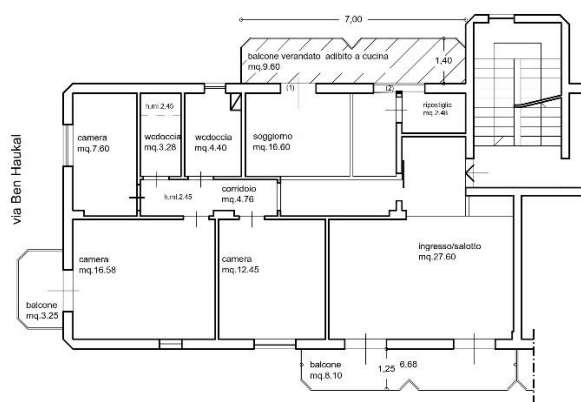 7,00
balcone verandato adibito a cucina
mq.9.60
1,40
(1)
(2)
h.ml.2.45
ripostiglio
mq.2.48
camera
mq.7.60
wcdoccia
mq.3.28
wcdoccia
mq.4.40
soggiorno
mq.16.60
via Ben Haukal
corridoio
mq.4.76
h.ml.2.45
camera
mq.16.58
camera
mq.12.45
ingresso/salotto
mq.27.60
balcone
mq.3.25
balcone
mq.8.10
1,25
6,68